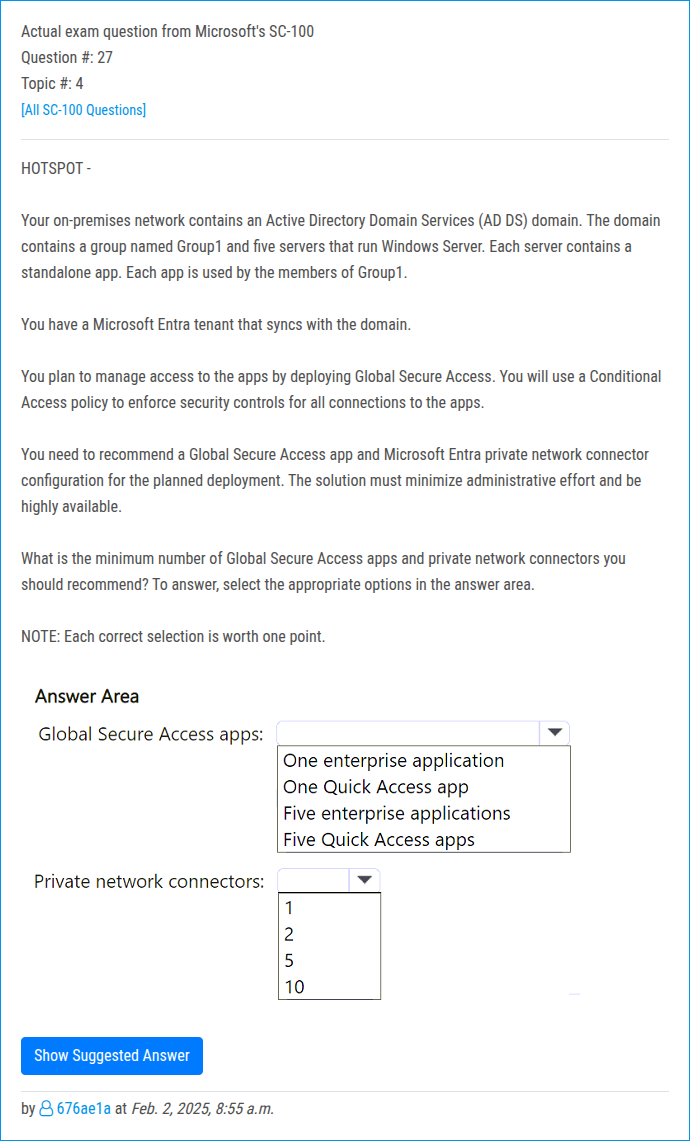 Actual exam question from Microsoft's SC-100
Question #: 27
Topic #: 4
[All SC-100 Questions]
HOTSPOT -
Your on-premises network contains an Active Directory Domain Services (AD DS) domain. The domain
contains a group named Group1 and five servers that run Windows Server. Each server contains a
standalone app. Each app is used by the members of Group1.
You have a Microsoft Entra tenant that syncs with the domain.
You plan to manage access to the apps by deploying Global Secure Access. You will use a Conditional
Access policy to enforce security controls for all connections to the apps.
You need to recommend a Global Secure Access app and Microsoft Entra private network connector
configuration for the planned deployment. The solution must minimize administrative effort and be
highly available.
What is the minimum number of Global Secure Access apps and private network connectors you
should recommend? To answer, select the appropriate options in the answer area.
NOTE: Each correct selection is worth one point.
Answer Area
Global Secure Access apps:
One enterprise application
One Quick Access app
Five enterprise applications
Five Quick Access apps
Private network connectors:
1
2
5
10
Show Suggested Answer
by 676ae1a at Feb. 2, 2025, 8:55 a.m.